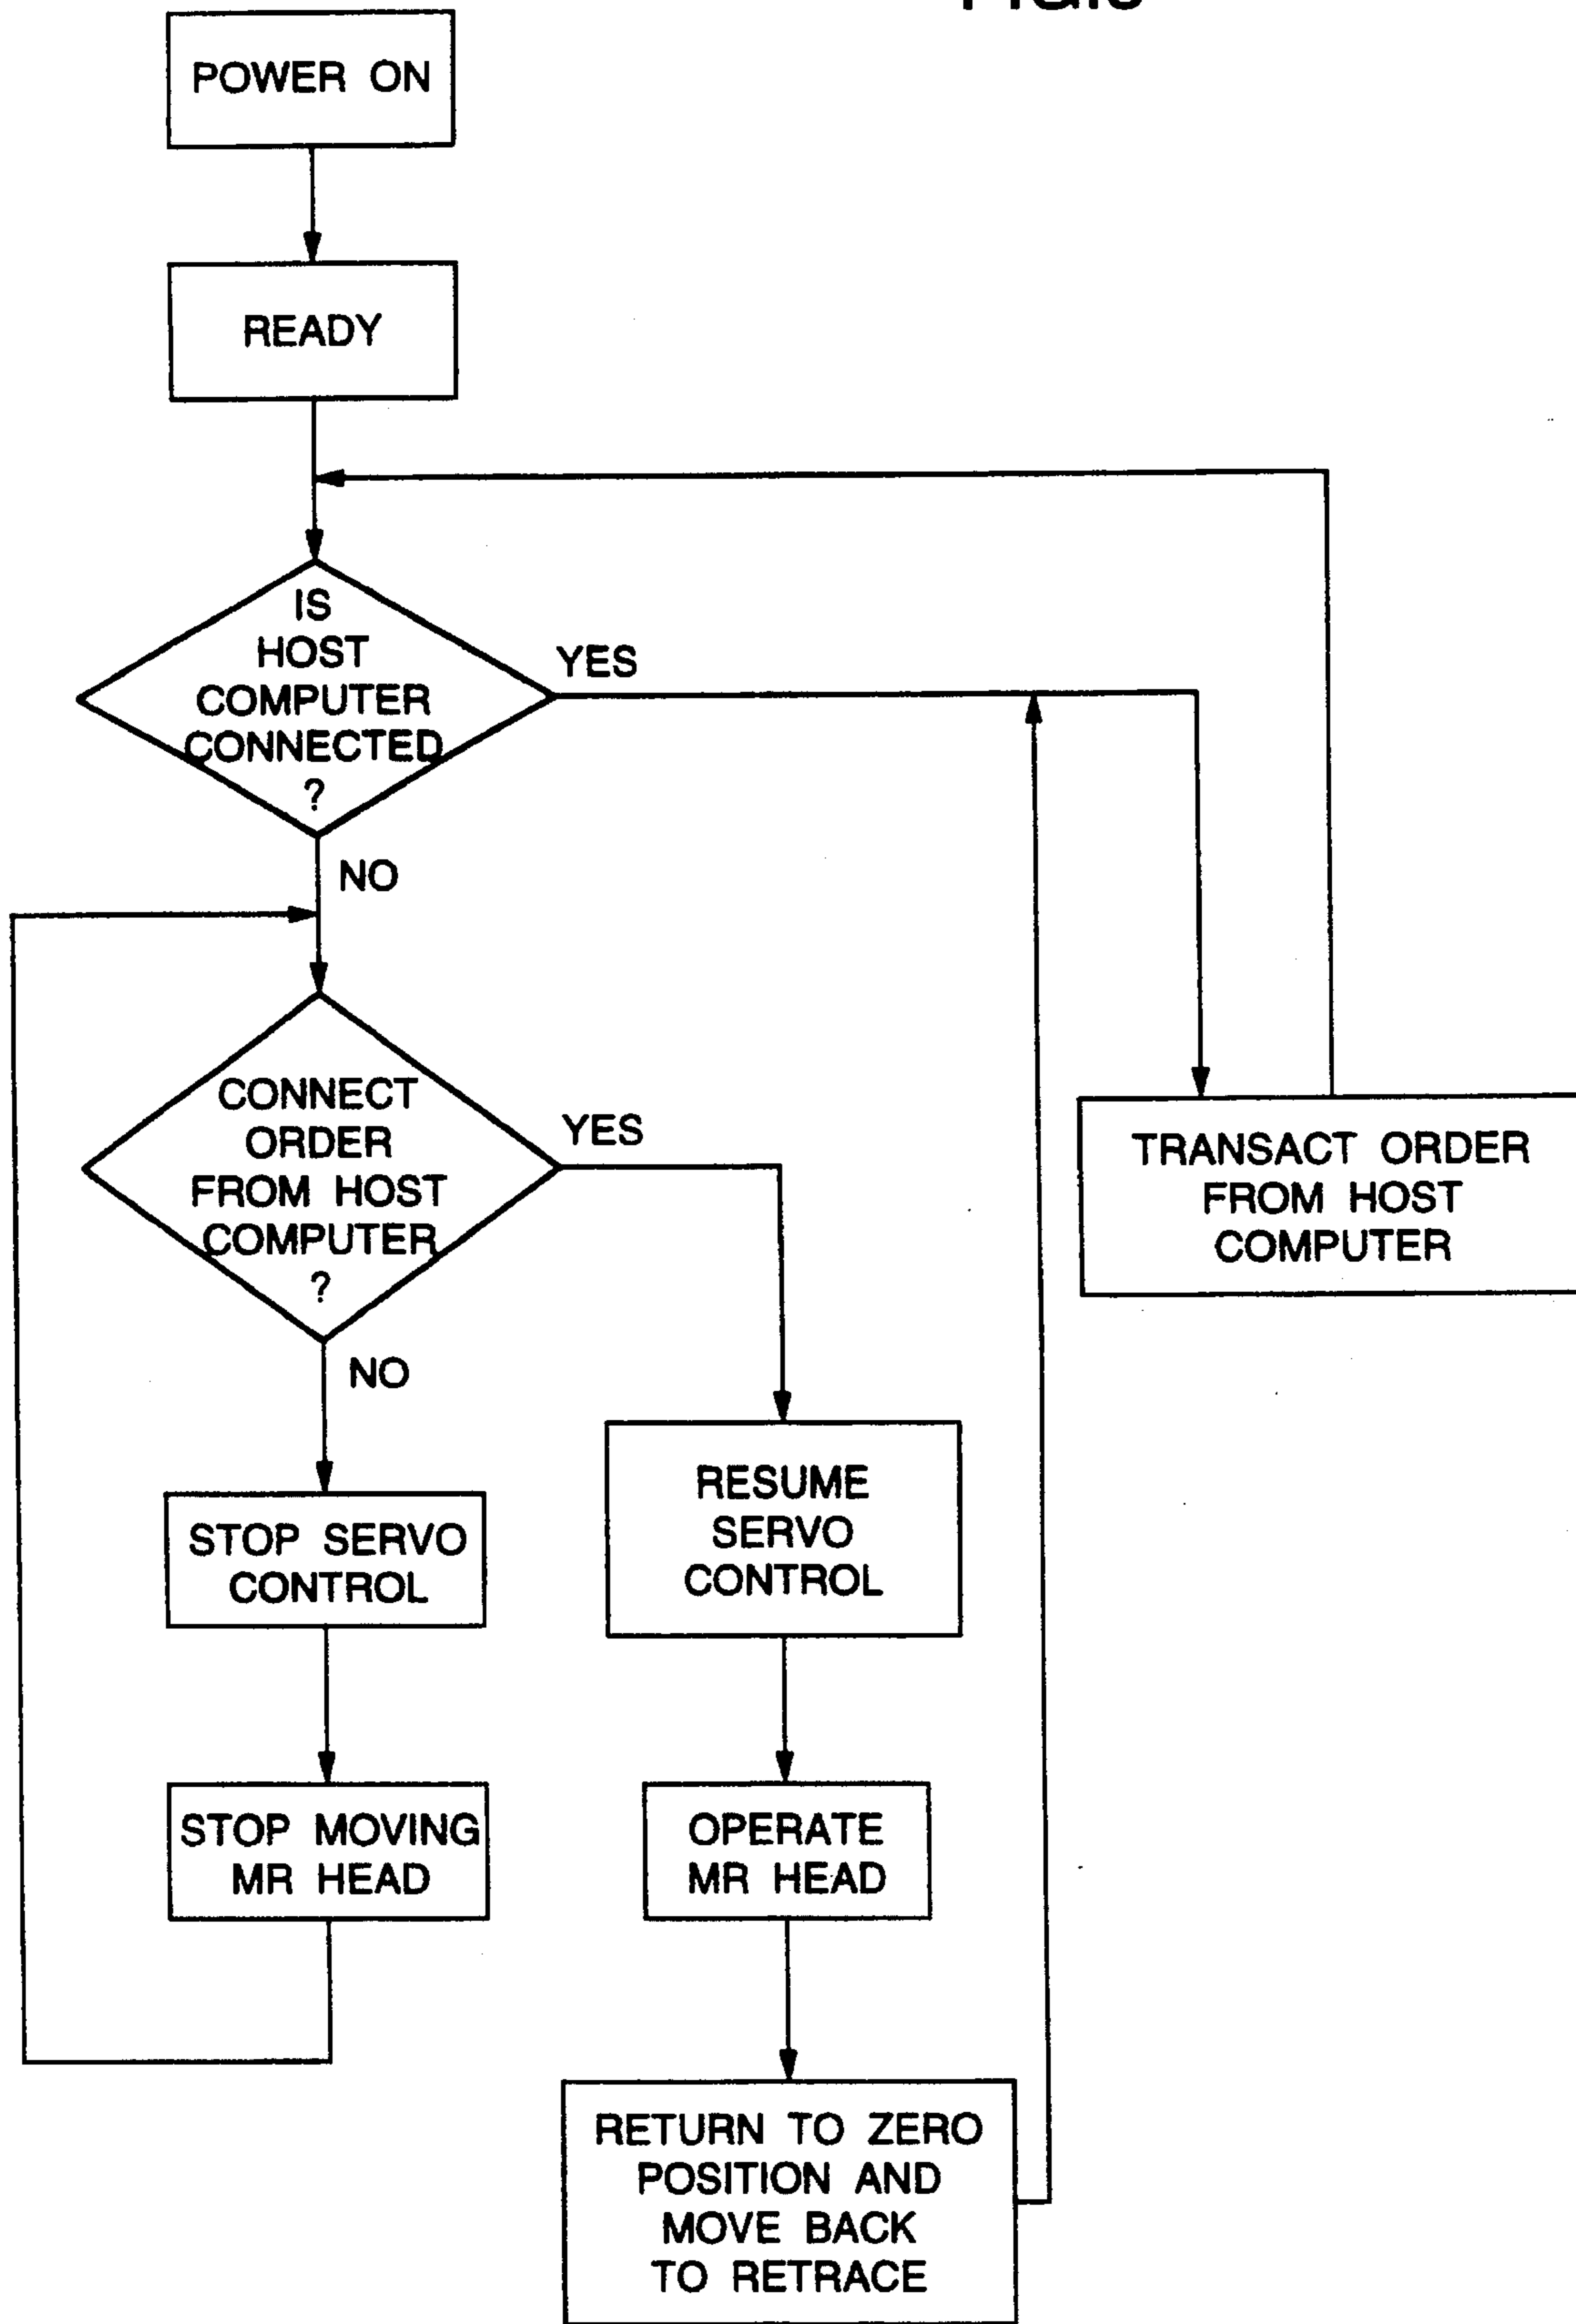 POWER ON
READY
IS
HOST
COMPUTER
CONNECTED
?
YES
NO
CONNECT
ORDER
FROM HOST
COMPUTER
?
YES
NO
TRANSACT ORDER
FROM HOST
COMPUTER
STOP SERVO
CONTROL
RESUME
SERVO
CONTROL
STOP MOVING
MR HEAD
OPERATE
MR HEAD
RETURN TO ZERO
POSITION AND
MOVE BACK
TO RETRACE